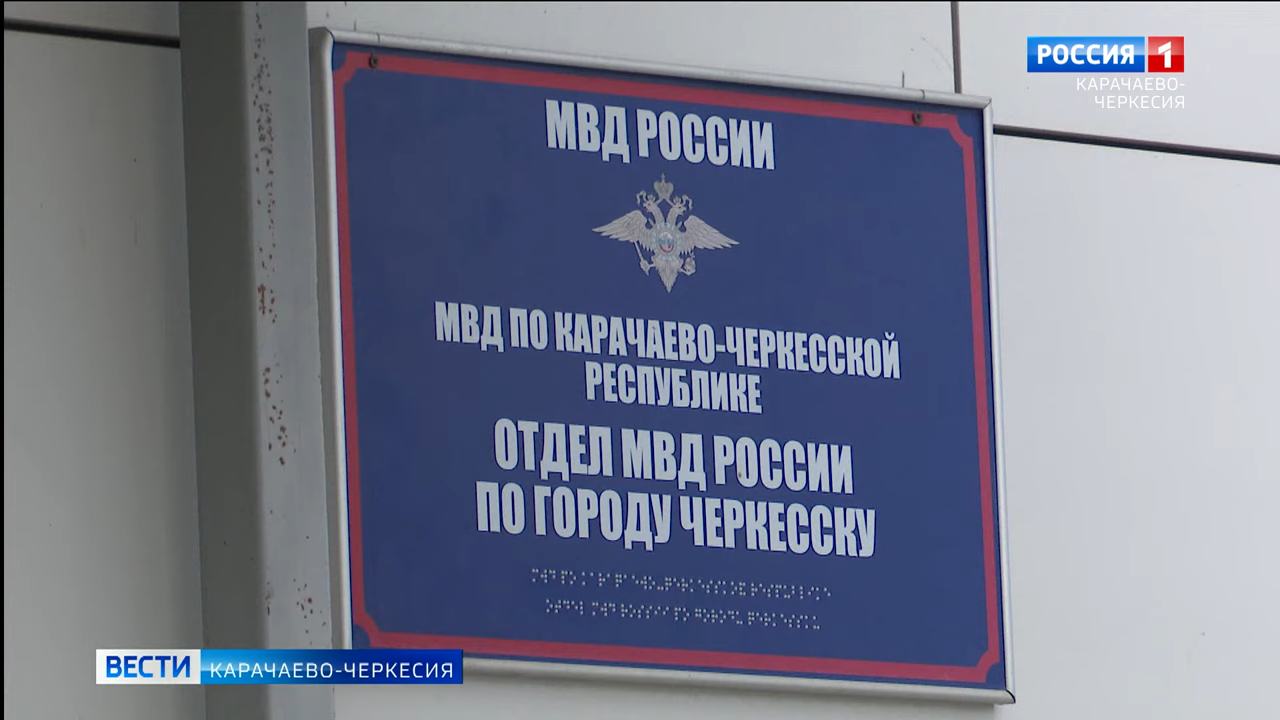 РОССИЯ 1
КАРАЧАЕВО-
ЧЕРКЕСИЯ
МВД РОССИИ
МВД ПО КАРАЧАЕВО-ЧЕРКЕССКОЙ
РЕСПУБЛИКЕ
ОТДЕЛ МВД РОССИИ
ПО ГОРОДУ ЧЕРКЕССКУ
ВЕСТИ КАРАЧАЕВО-ЧЕРКЕСИЯ